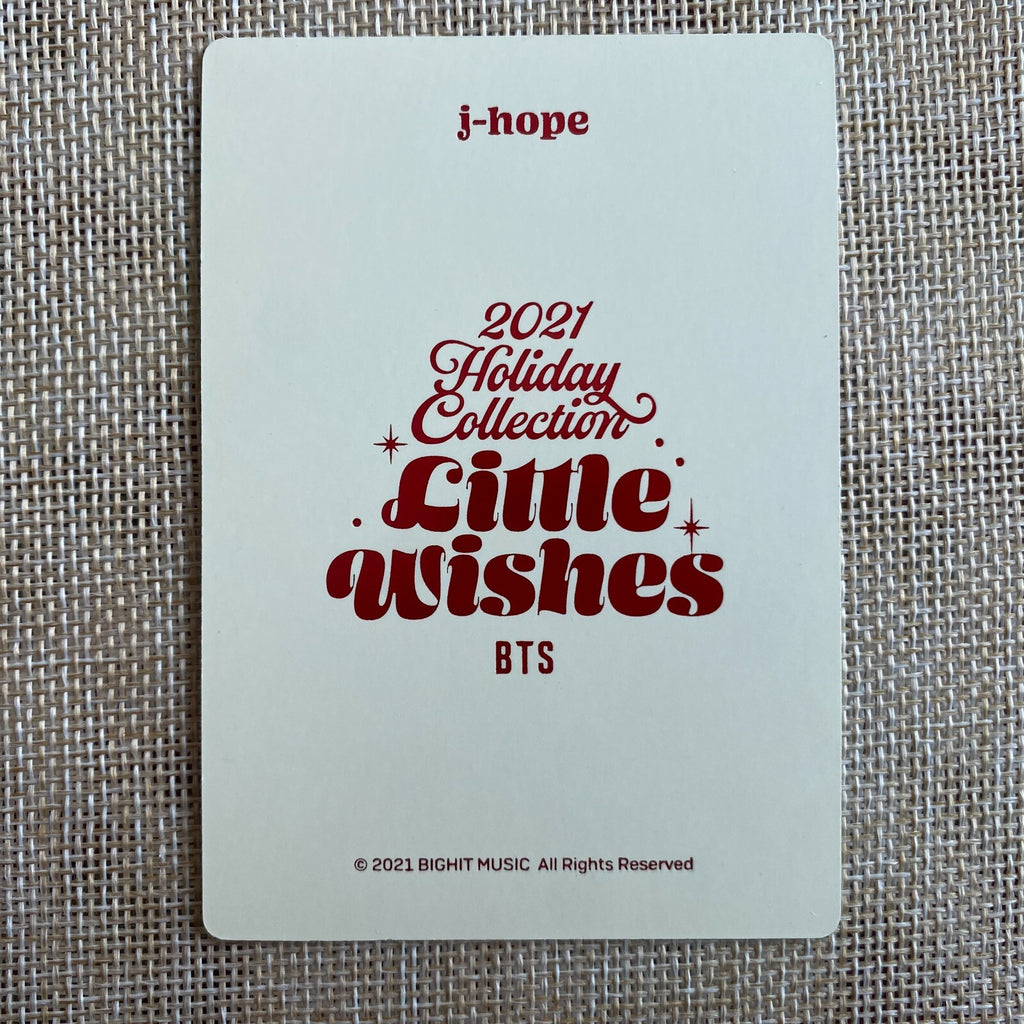 j-hope
2021
Holiday
Collection
Little
Wishes
BTS
© 2021 BIGHIT MUSIC All Rights Reserved